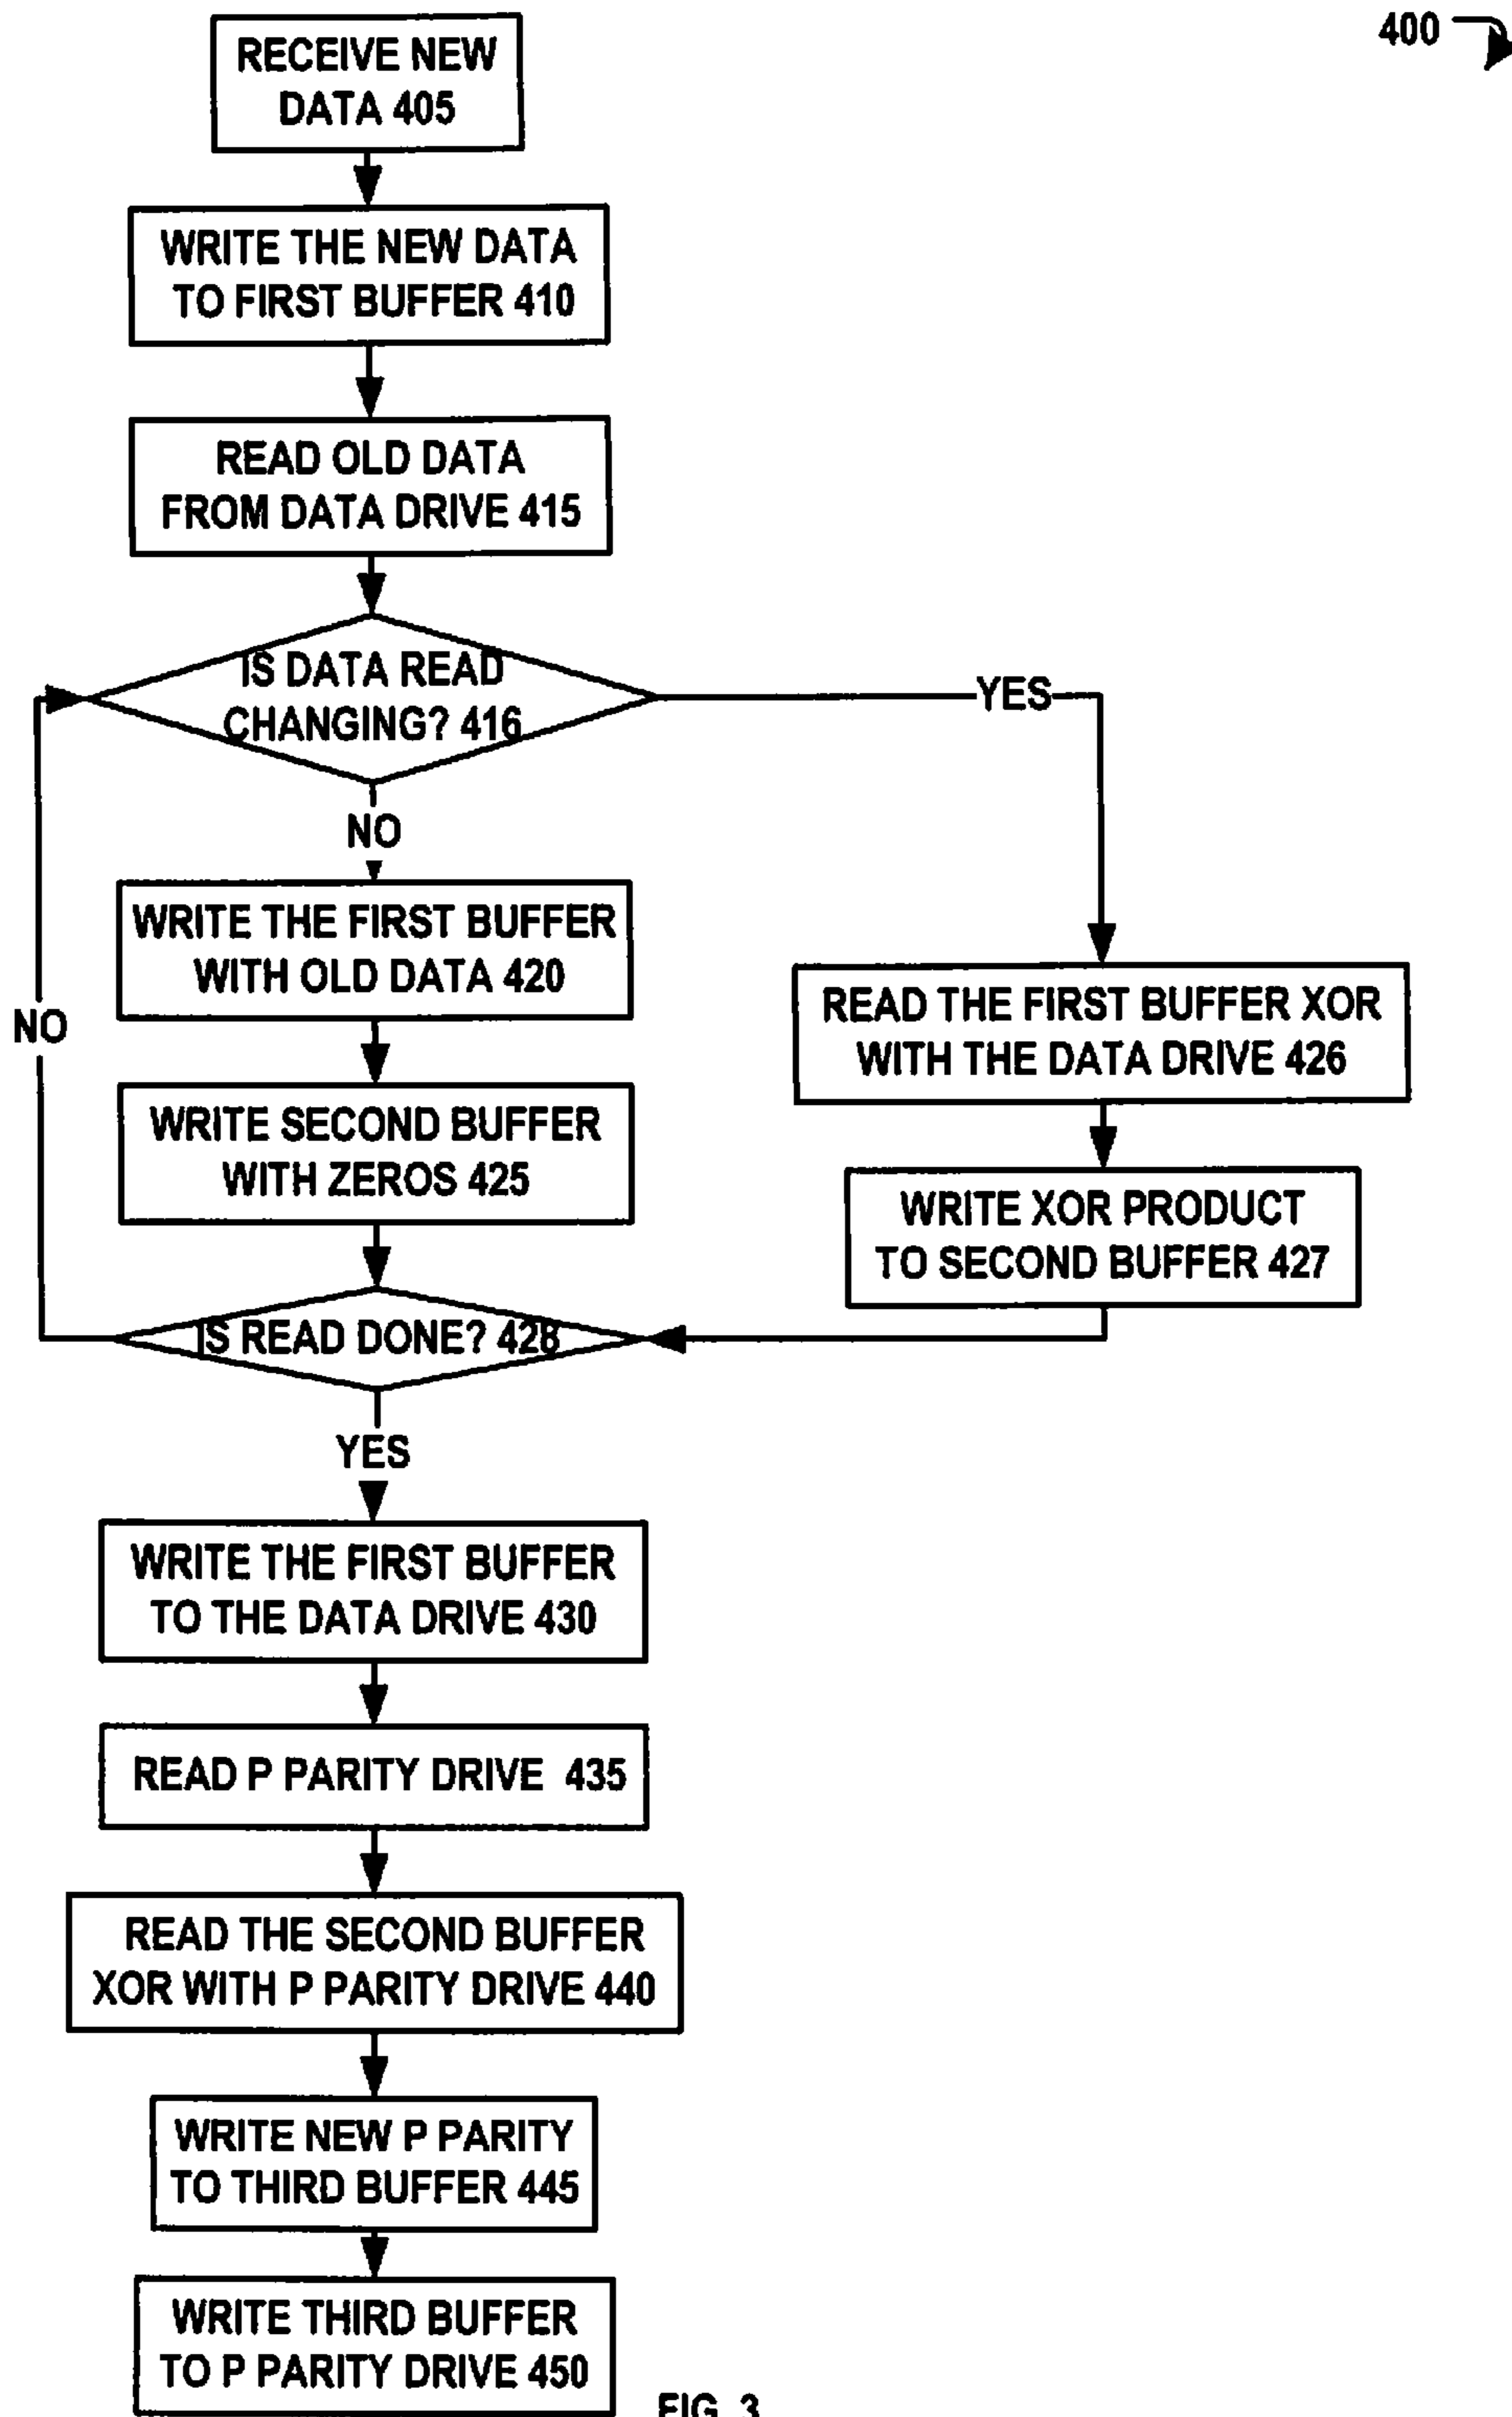 400
RECEIVE NEW
DATA 405
WRITE THE NEW DATA
TO FIRST BUFFER 410
READ OLD DATA
FROM DATA DRIVE 415
IS DATA READ
CHANGING? 416
YES
NO
WRITE THE FIRST BUFFER
WITH OLD DATA 420
READ THE FIRST BUFFER XOR
WITH THE DATA DRIVE 426
NO
WRITE SECOND BUFFER
WITH ZEROS 425
WRITE XOR PRODUCT
TO SECOND BUFFER 427
IS READ DONE? 428
YES
WRITE THE FIRST BUFFER
TO THE DATA DRIVE 430
READ P PARITY DRIVE 435
READ THE SECOND BUFFER
XOR WITH P PARITY DRIVE 440
WRITE NEW P PARITY
TO THIRD BUFFER 445
WRITE THIRD BUFFER
TO P PARITY DRIVE 450
FIG. 3